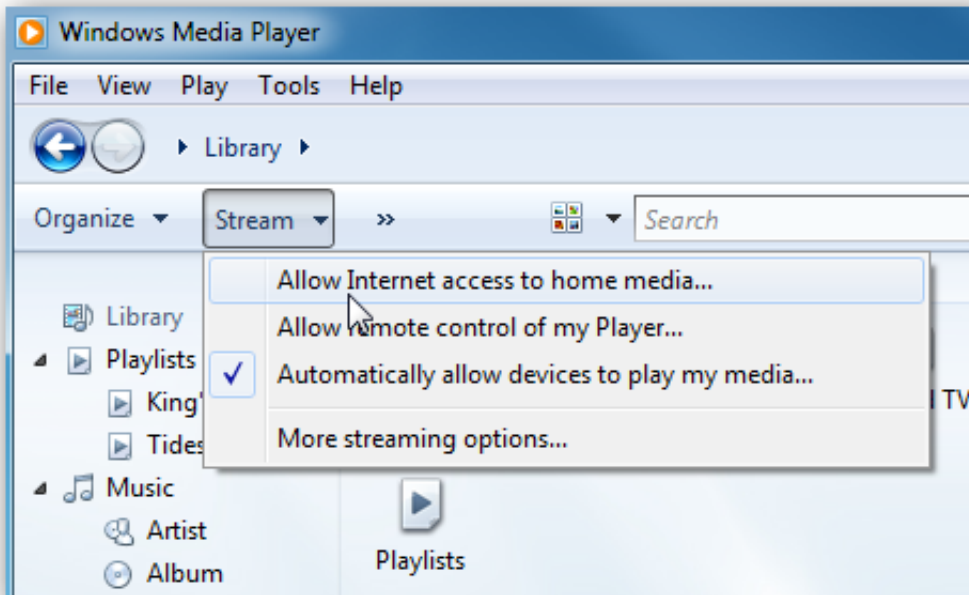 Windows Media Player
File View Play Tools Help
Library
Organize Stream » Search
Allow Internet access to home media...
Allow remote control of my Player...
Automatically allow devices to play my media...
More streaming options...
Library
Playlists
King'
Tides
Music
Artist
Album
TV
Playlists